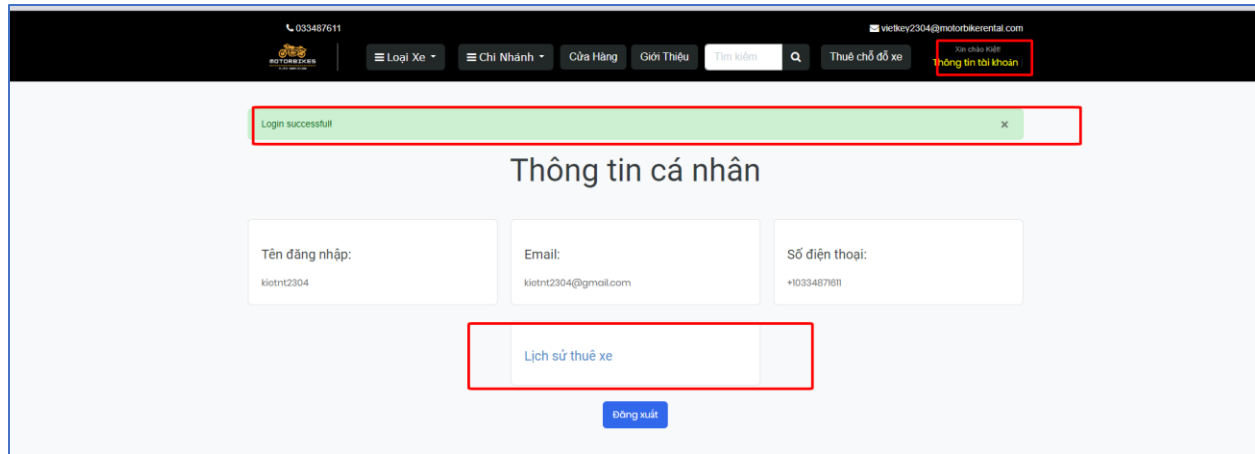 033487611
vietkey2304@motorbikerental.com
MOTORBIKES
Loại Xe
Chi Nhánh
Cửa Hàng
Giới Thiệu
Tìm kiếm
Thuê chỗ đỗ xe
Xin chào Kiệt!
Thông tin tài khoản
Login successful!
×
Thông tin cá nhân
Tên đăng nhập:
kietnt2304
Email:
kietnt2304@gmail.com
Số điện thoại:
+10334871611
Lịch sử thuê xe
Đăng xuất